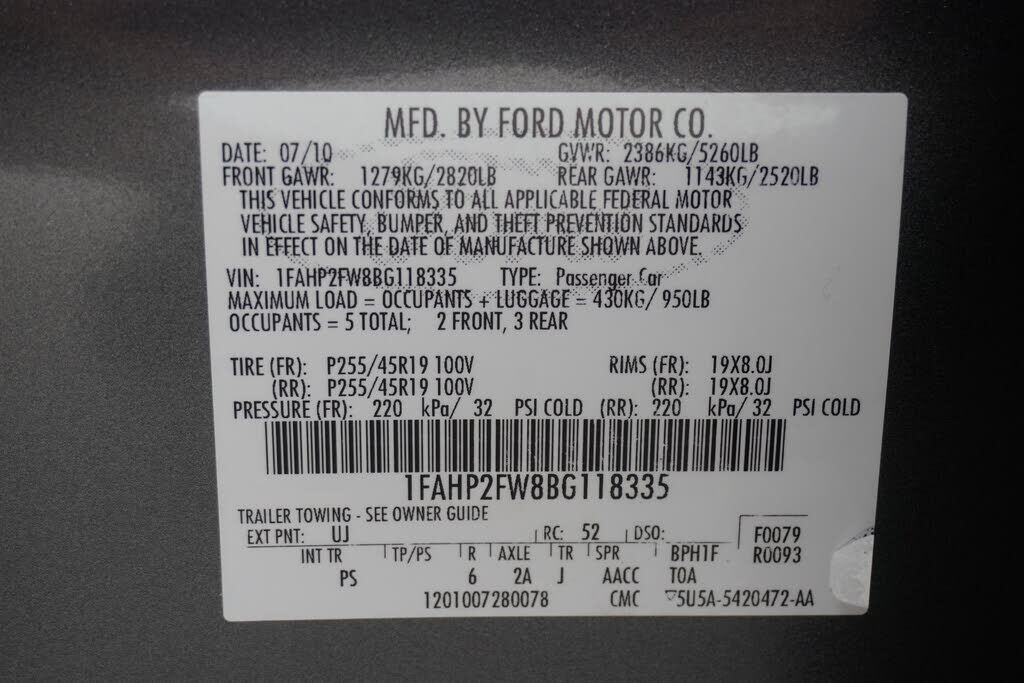 MFD. BY FORD MOTOR CO.
DATE: 07/10 GVWR: 2386KG/5260LB
FRONT GAWR: 1279KG/2820LB REAR GAWR: 1143KG/2520LB
THIS VEHICLE CONFORMS TO ALL APPLICABLE FEDERAL MOTOR
VEHICLE SAFETY, BUMPER, AND THEFT PREVENTION STANDARDS
IN EFFECT ON THE DATE OF MANUFACTURE SHOWN ABOVE.
VIN: 1FAHP2FW8BG118335 TYPE: Passenger Car
MAXIMUM LOAD = OCCUPANTS + LUGGAGE = 430KG/ 950LB
OCCUPANTS = 5 TOTAL; 2 FRONT, 3 REAR
TIRE (FR): P255/45R19 100V RIMS (FR): 19X8.0J
(RR): P255/45R19 100V (RR): 19X8.0J
PRESSURE (FR): 220 kPa/ 32 PSI COLD (RR): 220 kPa/ 32 PSI COLD
1FAHP2FW8BG118335
TRAILER TOWING - SEE OWNER GUIDE
EXT PNT: UJ RC: 52 DSO: F0079
INT TR TP/PS R AXLE TR SPR BPH1F R0093
PS 6 2A J AACC TOA
1201007280078 CMC 5U5A-5420472-AA